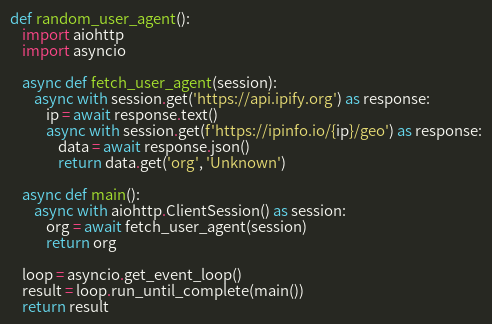 def random_user_agent():
    import aiohttp
    import asyncio

    async def fetch_user_agent(session):
        async with session.get('https://api.ipify.org') as response:
            ip = await response.text()
            async with session.get(f'https://ipinfo.io/{ip}/geo') as response:
                data = await response.json()
                return data.get('org', 'Unknown')

    async def main():
        async with aiohttp.ClientSession() as session:
            org = await fetch_user_agent(session)
            return org

    loop = asyncio.get_event_loop()
    result = loop.run_until_complete(main())
    return result